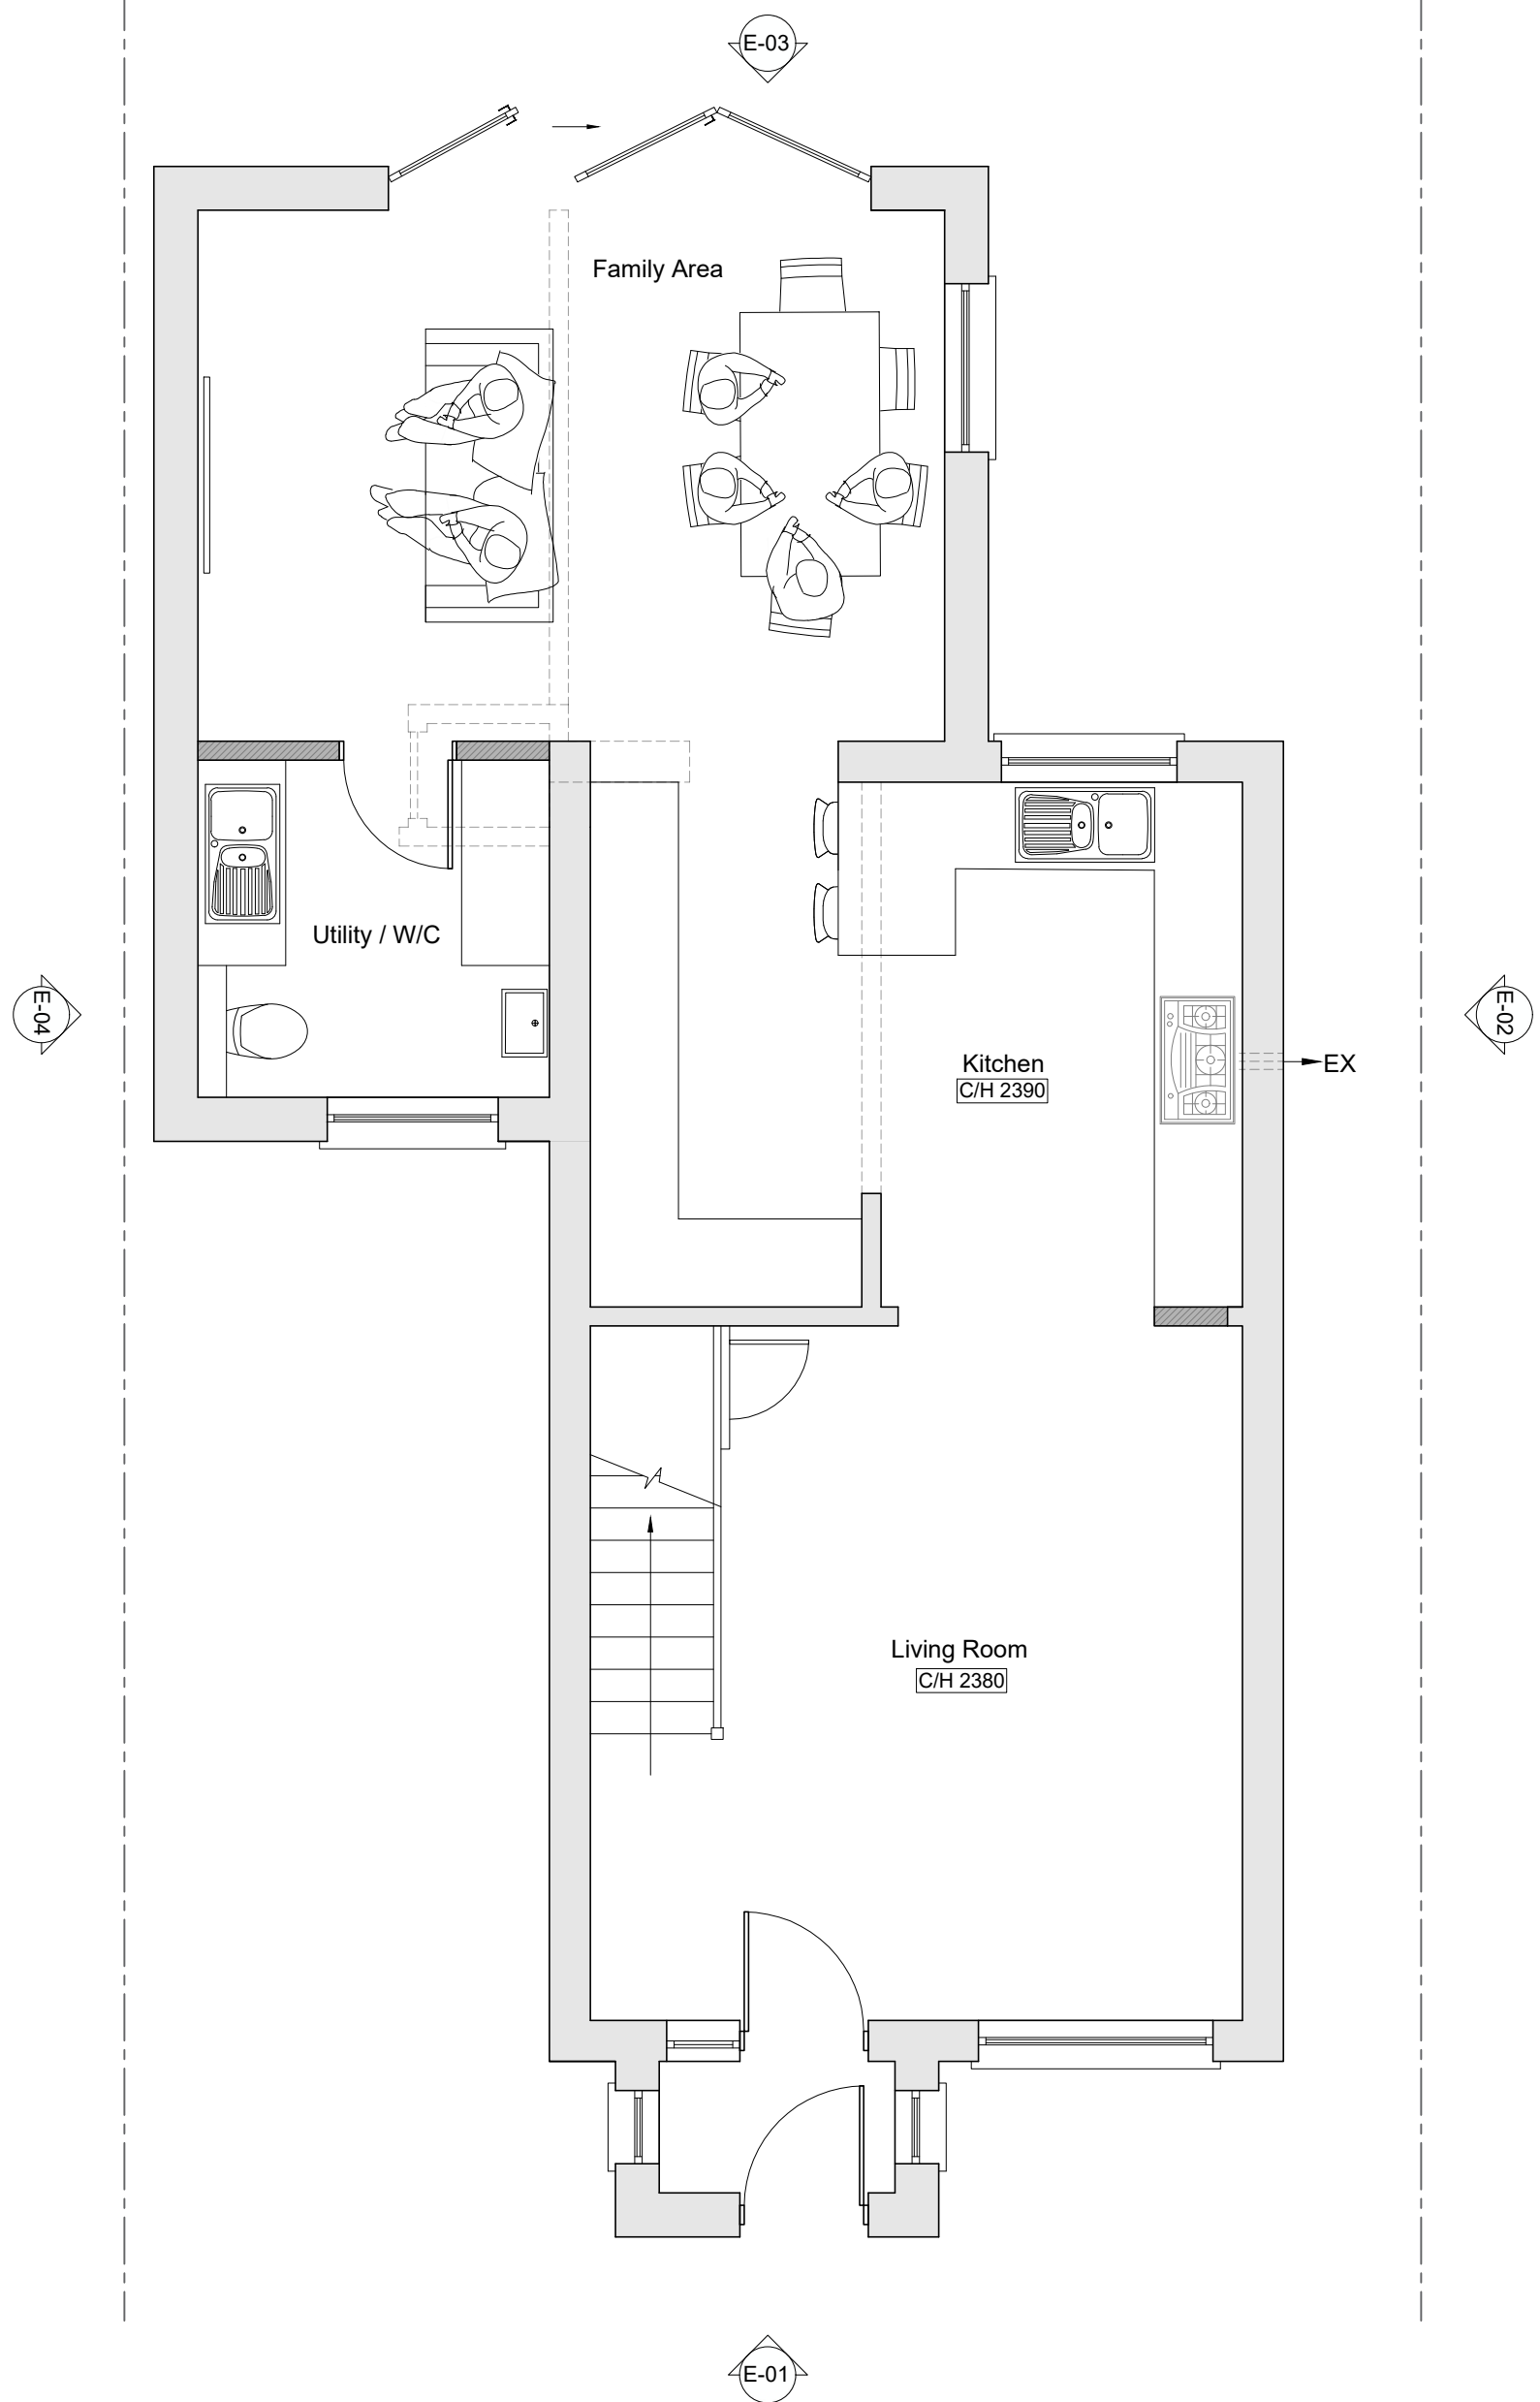 E-03
Family Area
Utility / W/C
E-04
E-02
Kitchen
C/H 2390
EX
Living Room
C/H 2380
E-01